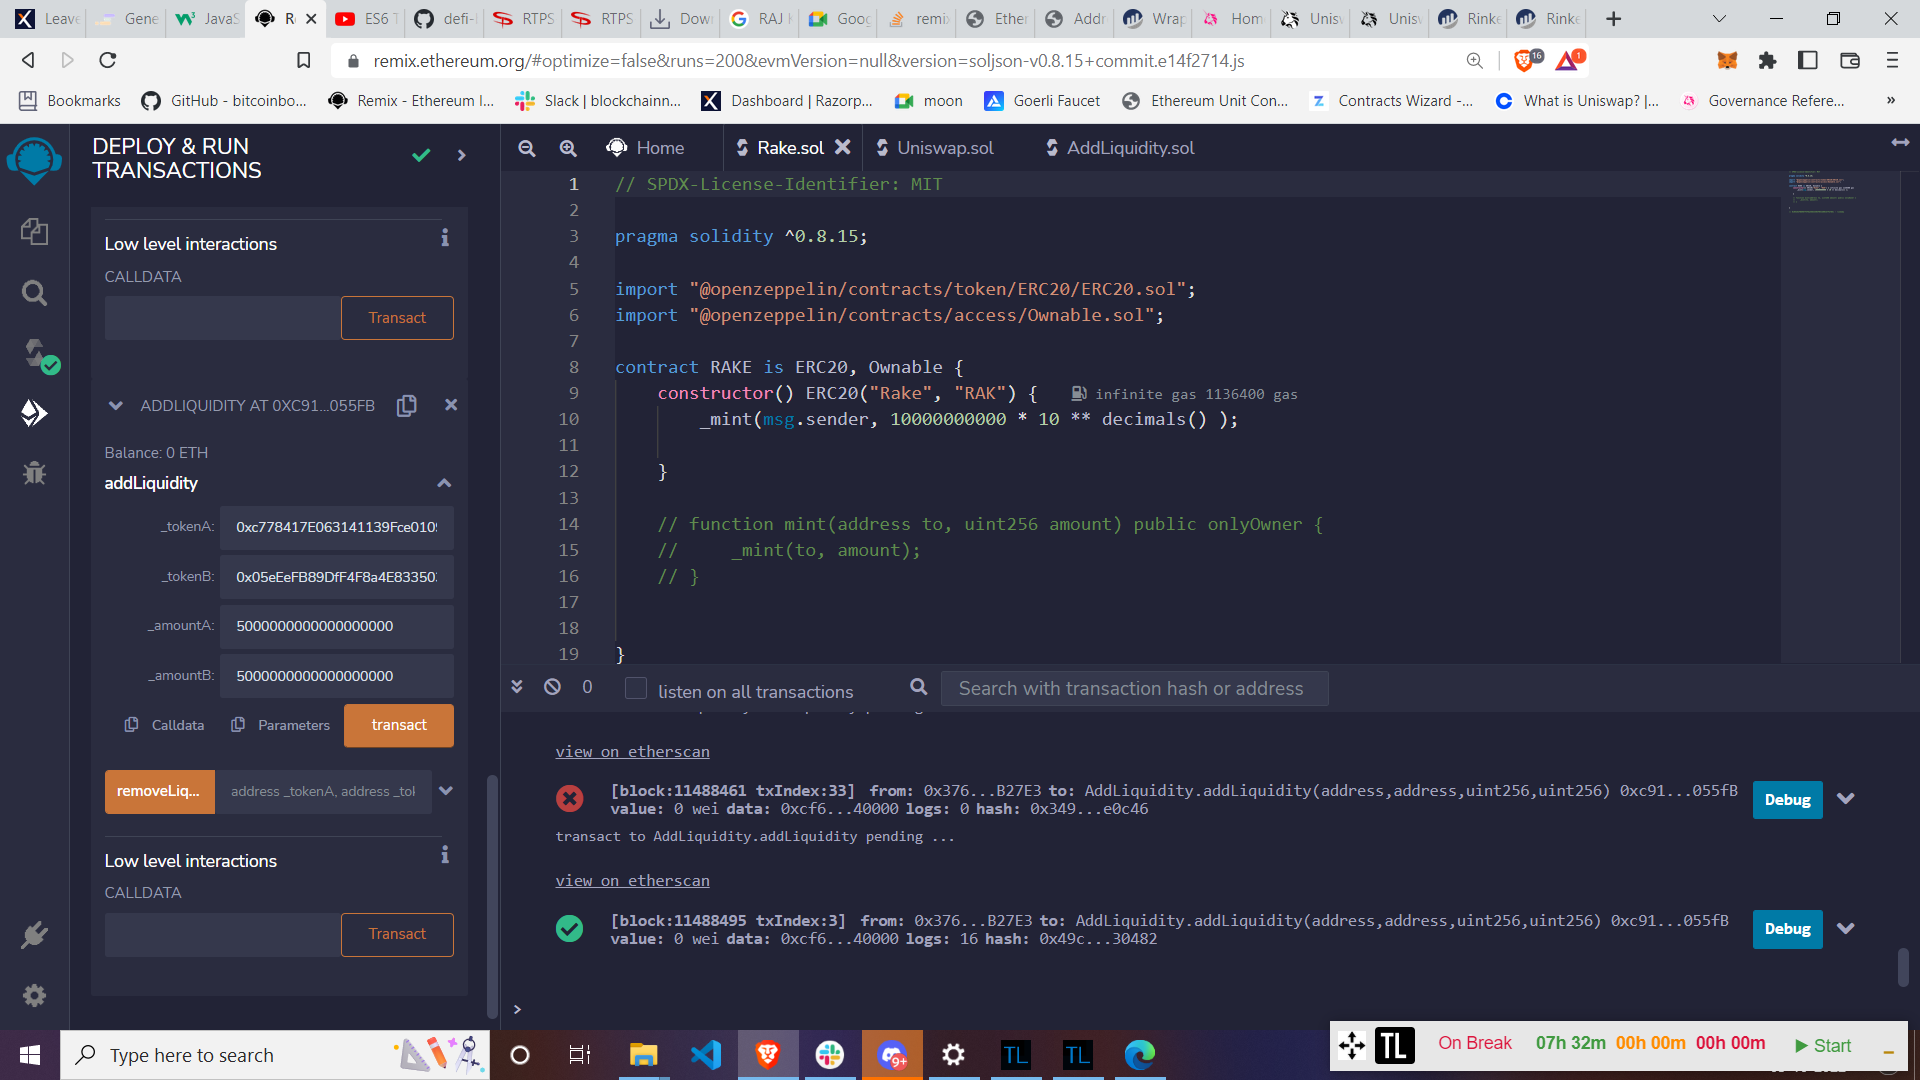 Leave
Gene
JavaS
Re
ES6 T
defi-
RTPS
RTPS
Dow
RAJ
Goog
remix
Ether
Addr
Wrap
Hom
Unisw
Unisw
Rinke
Rinke
remix.ethereum.org/#optimize=false&runs=200&evmVersion=null&version=soljson-v0.8.15+commit.e14f2714.js
16
1
Bookmarks
GitHub - bitcoinbo...
Remix - Ethereum I...
Slack | blockchainn...
Dashboard | Razorp...
moon
Goerli Faucet
Ethereum Unit Con...
Contracts Wizard -...
What is Uniswap? |...
Governance Refere...
»
DEPLOY & RUN
TRANSACTIONS
Low level interactions
CALLDATA
Transact
ADDLIQUIDITY AT 0XC91...055FB
Balance: 0 ETH
addLiquidity
_tokenA: 0xc778417E063141139Fce010
_tokenB: 0x05eEeFB89DfF4F8a4E83350
_amountA: 5000000000000000000
_amountB: 5000000000000000000
Calldata Parameters transact
removeLiq... address _tokenA, address _tok
Low level interactions
CALLDATA
Transact
Home Rake.sol Uniswap.sol AddLiquidity.sol
1 // SPDX-License-Identifier: MIT
2
3 pragma solidity ^0.8.15;
4
5 import "@openzeppelin/contracts/token/ERC20/ERC20.sol";
6 import "@openzeppelin/contracts/access/Ownable.sol";
7
8 contract RAKE is ERC20, Ownable {
9 constructor() ERC20("Rake", "RAK") { infinite gas 1136400 gas
10 _mint(msg.sender, 10000000000 * 10 ** decimals() );
11
12 }
13
14 // function mint(address to, uint256 amount) public onlyOwner {
15 // _mint(to, amount);
16 // }
17
18
19 }
0 listen on all transactions Search with transaction hash or address
view on etherscan
[block:11488461 txIndex:33] from: 0x376...B27E3 to: AddLiquidity.addLiquidity(address,address,uint256,uint256) 0xc91...055fB
value: 0 wei data: 0xcf6...40000 logs: 0 hash: 0x349...e0c46
Debug
transact to AddLiquidity.addLiquidity pending ...
view on etherscan
[block:11488495 txIndex:3] from: 0x376...B27E3 to: AddLiquidity.addLiquidity(address,address,uint256,uint256) 0xc91...055fB
value: 0 wei data: 0xcf6...40000 logs: 16 hash: 0x49c...30482
Debug
>
Type here to search
9+
TL
TL
TL On Break 07h 32m 00h 00m 00h 00m Start